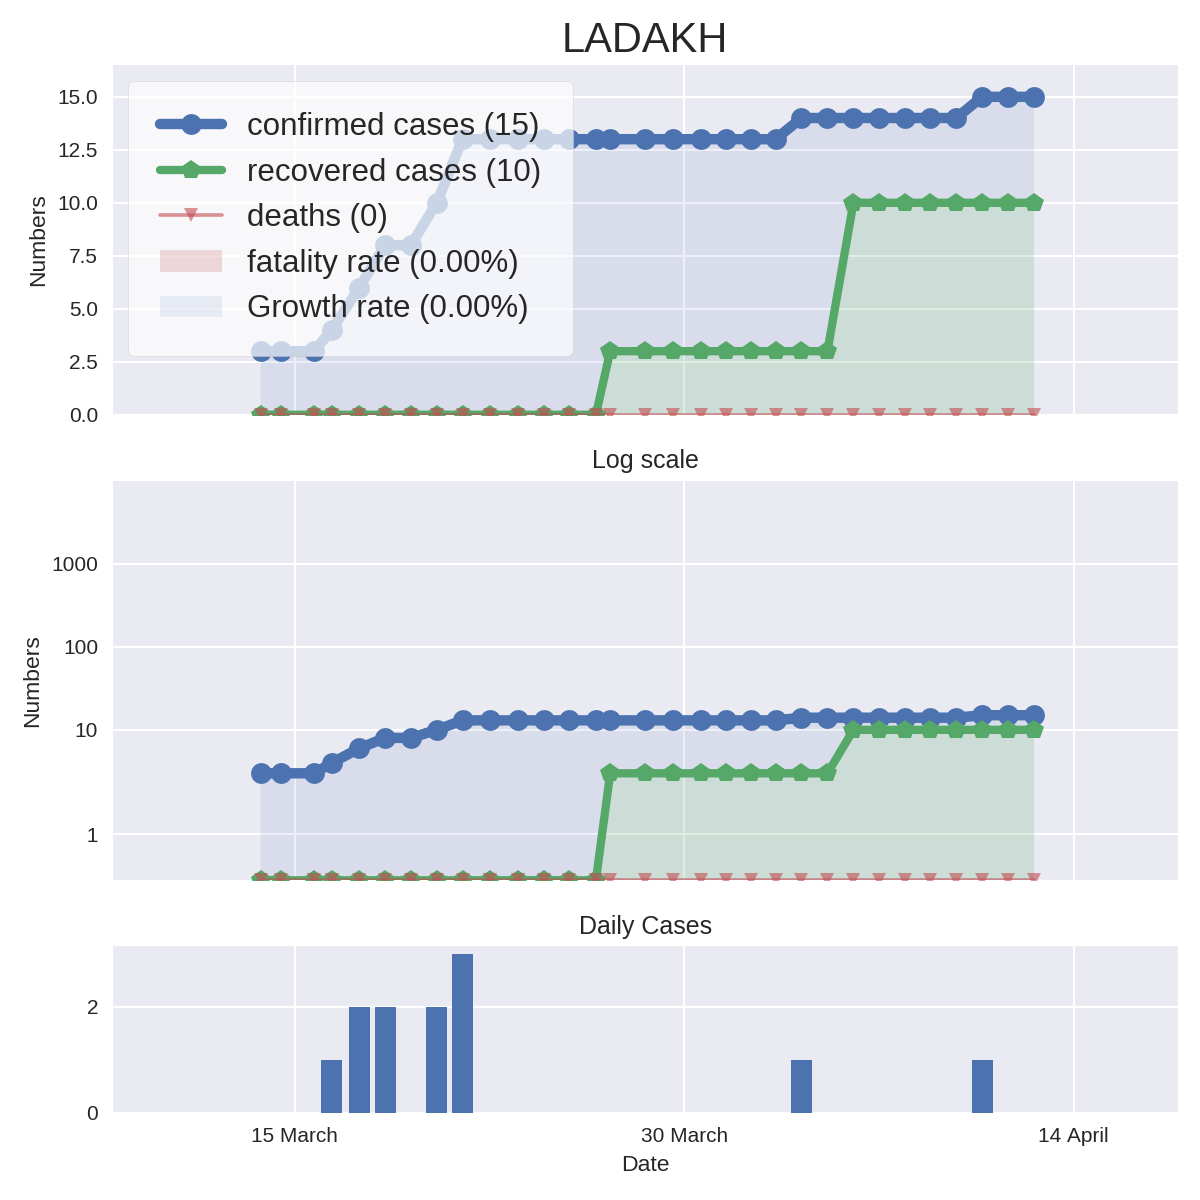 LADAKH
15.0
12.5
10.0
7.5
5.0
2.5
0.0
Numbers
confirmed cases (15)
recovered cases (10)
deaths (0)
fatality rate (0.00%)
Growth rate (0.00%)
Log scale
1000
100
10
1
Numbers
Daily Cases
2
0
15 March
30 March
14 April
Date